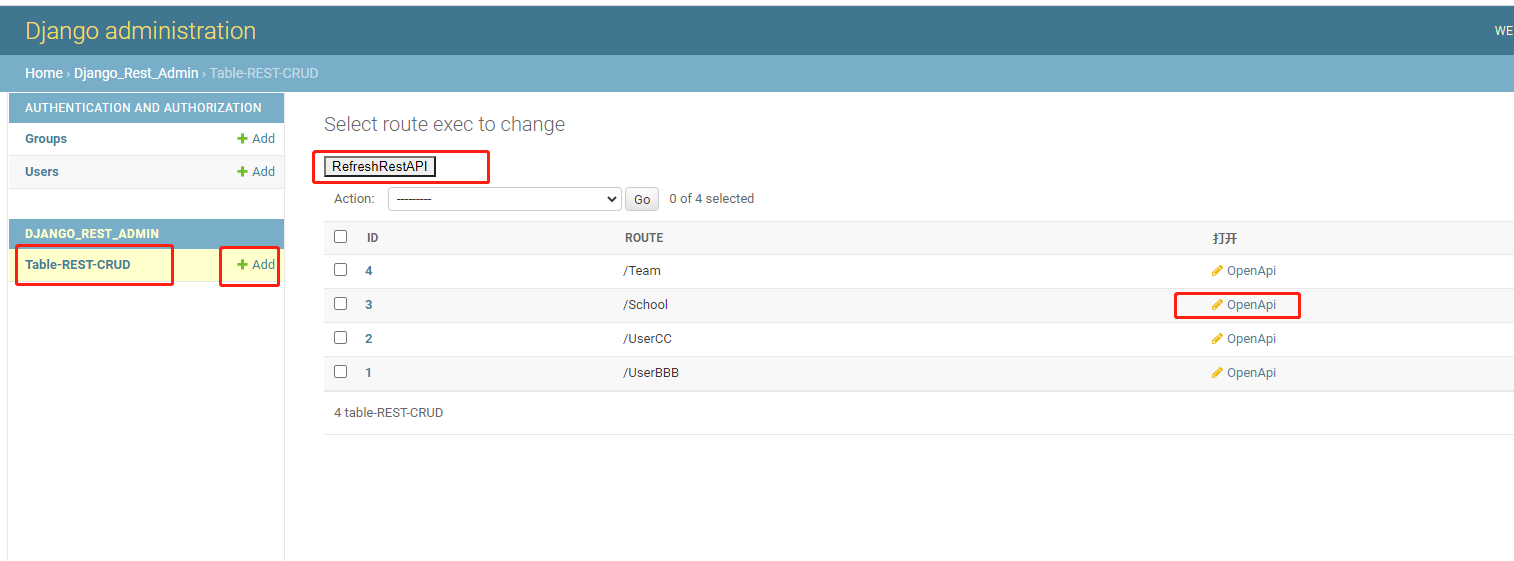 Django administration
WE
Home › Django_Rest_Admin › Table-REST-CRUD
AUTHENTICATION AND AUTHORIZATION
Groups + Add
Users + Add
DJANGO_REST_ADMIN
Table-REST-CRUD + Add
Select route exec to change
RefreshRestAPI
Action: --------- Go 0 of 4 selected
ID ROUTE 打开
4 /Team OpenApi
3 /School OpenApi
2 /UserCC OpenApi
1 /UserBBB OpenApi
4 table-REST-CRUD